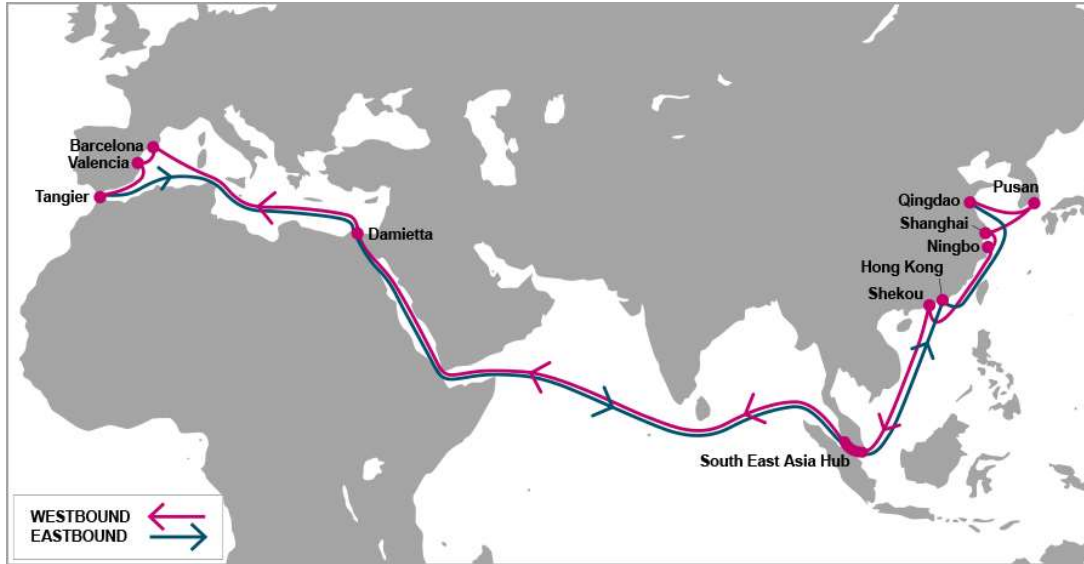 Barcelona
Valencia
Tangier
Damietta
Qingdao
Pusan
Shanghai
Ningbo
Hong Kong
Shekou
South East Asia Hub
WESTBOUND
EASTBOUND